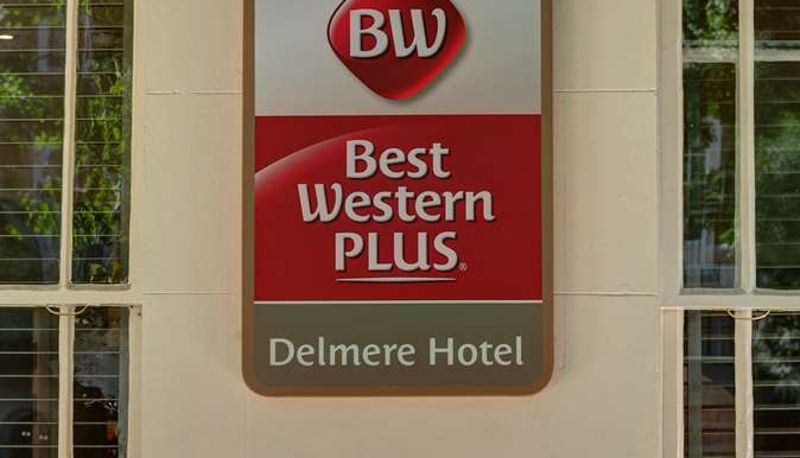 BW
Best
Western
PLUS®
Delmere Hotel